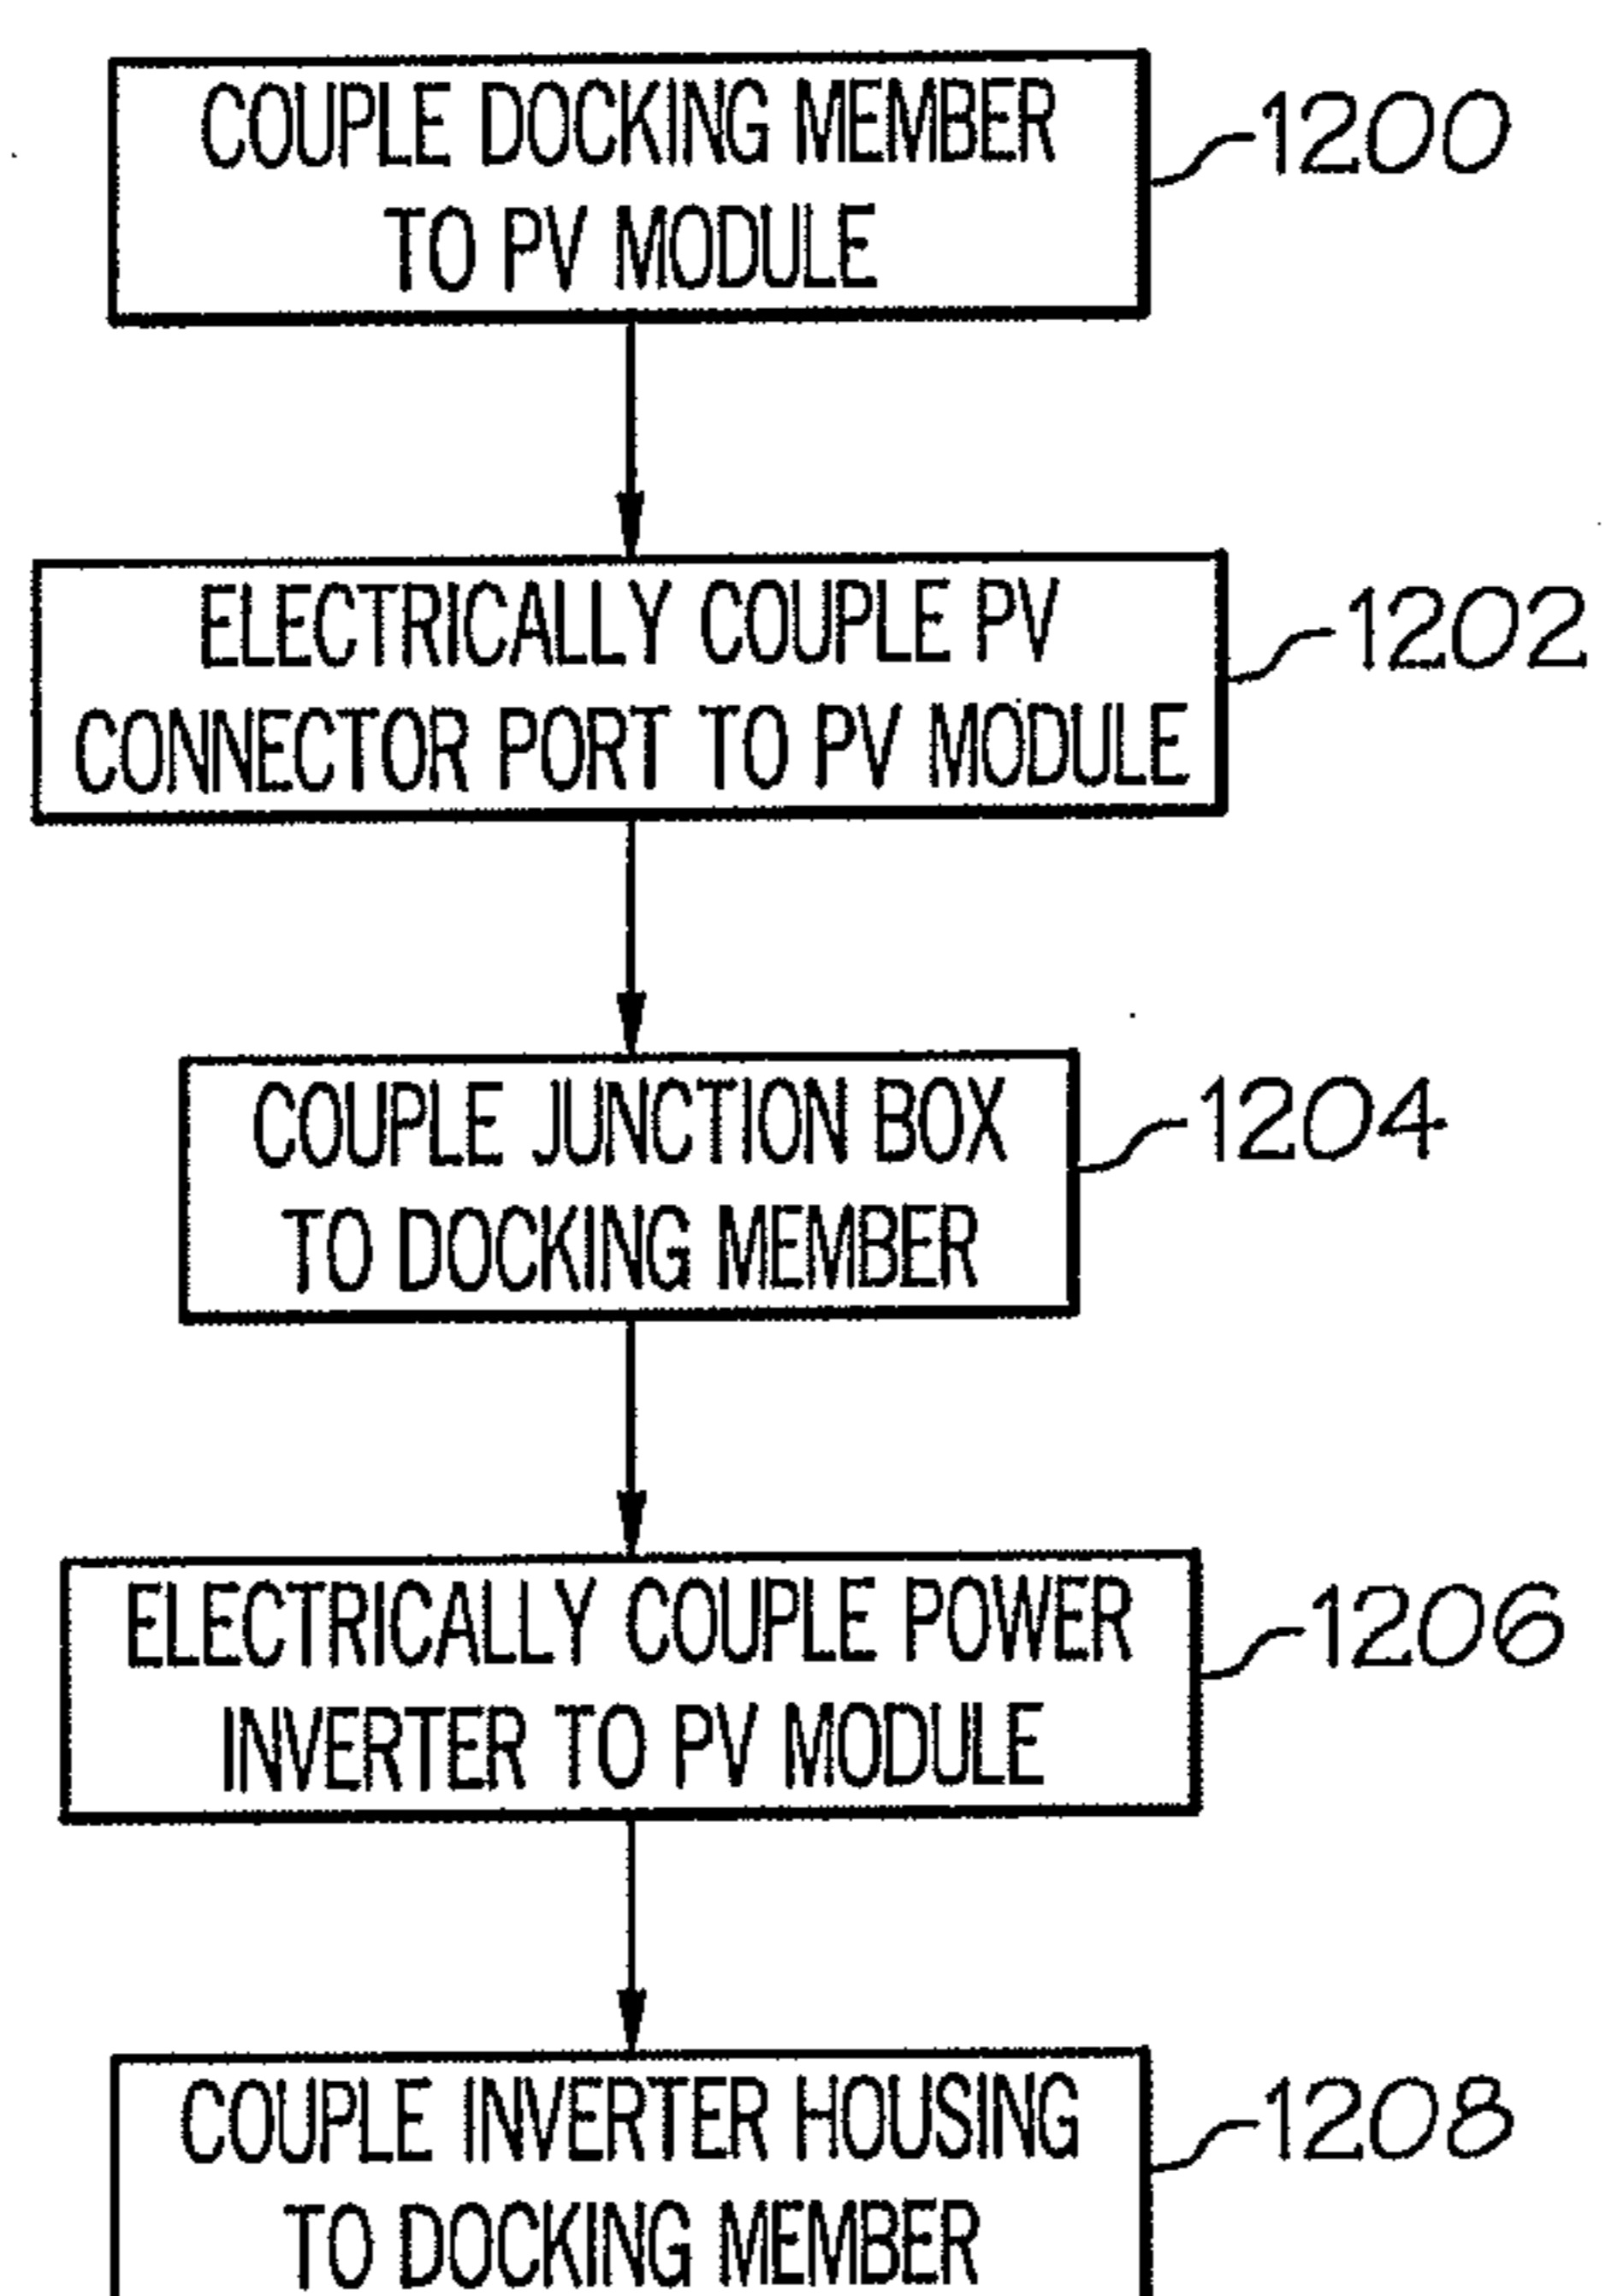 COUPLE DOCKING MEMBER
TO PV MODULE
1200
ELECTRICALLY COUPLE PV
CONNECTOR PORT TO PV MODULE
1202
COUPLE JUNCTION BOX
TO DOCKING MEMBER
1204
ELECTRICALLY COUPLE POWER
INVERTER TO PV MODULE
1206
COUPLE INVERTER HOUSING
TO DOCKING MEMBER
1208